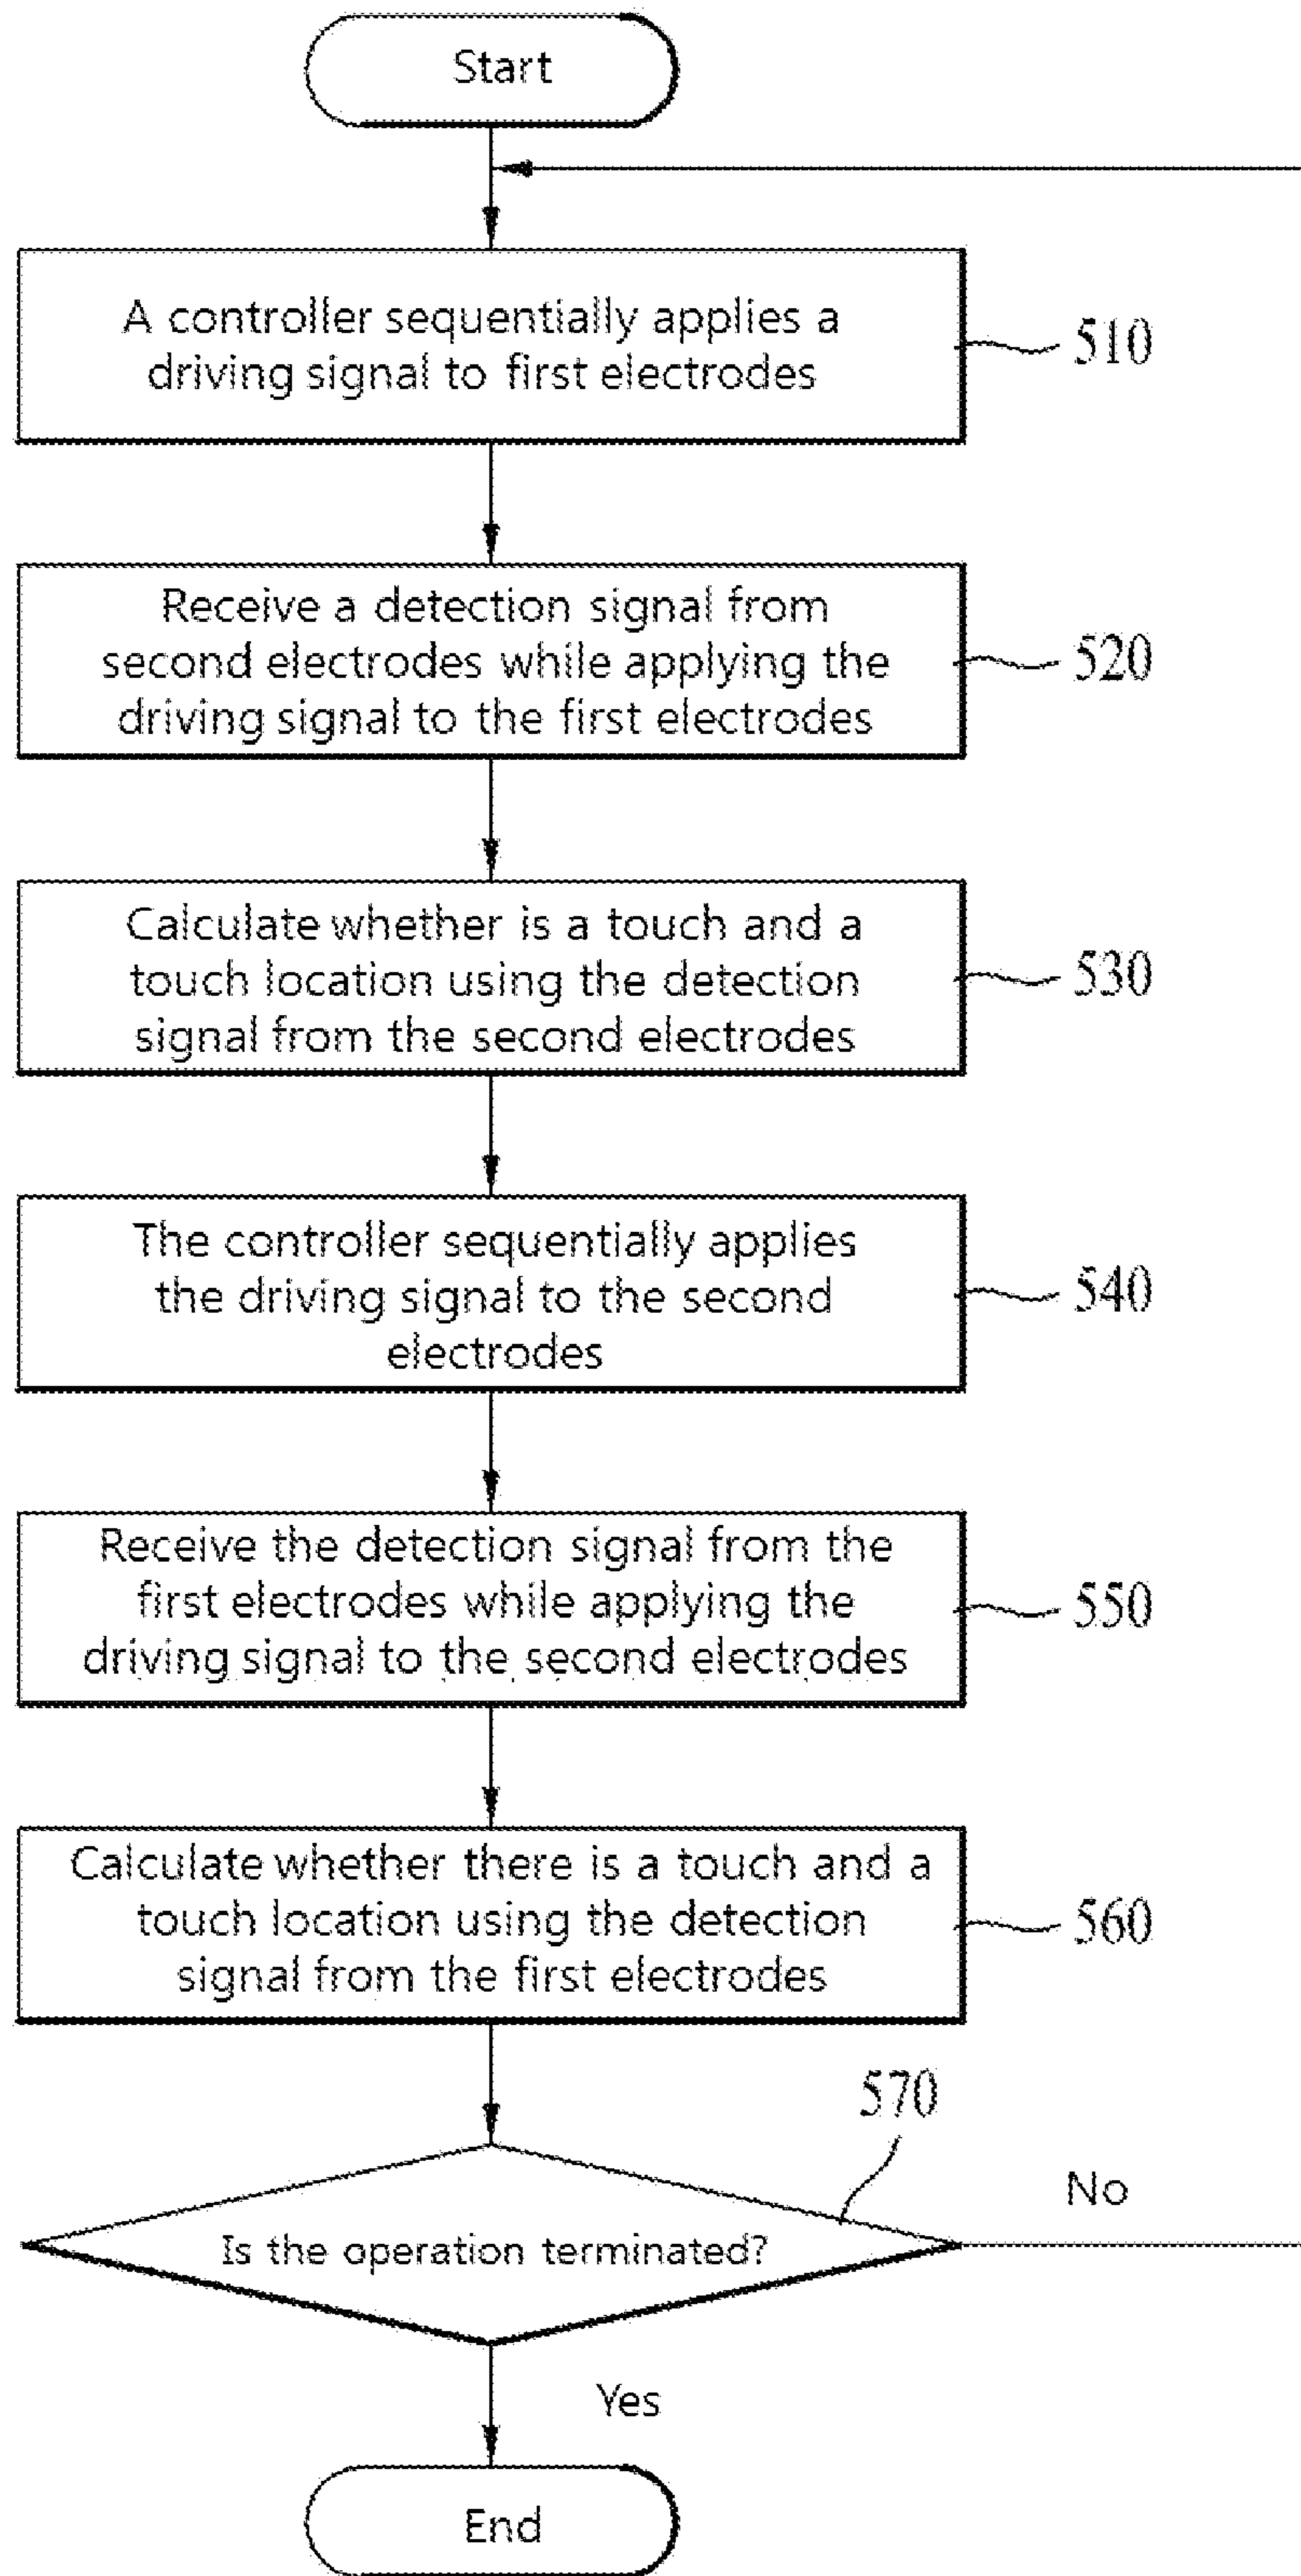 Start
A controller sequentially applies a
driving signal to first electrodes
510
Receive a detection signal from
second electrodes while applying the
driving signal to the first electrodes
520
Calculate whether is a touch and a
touch location using the detection
signal from the second electrodes
530
The controller sequentially applies
the driving signal to the second
electrodes
540
Receive the detection signal from the
first electrodes while applying the
driving signal to the second electrodes
550
Calculate whether there is a touch and a
touch location using the detection
signal from the first electrodes
560
570
Is the operation terminated?
No
Yes
End